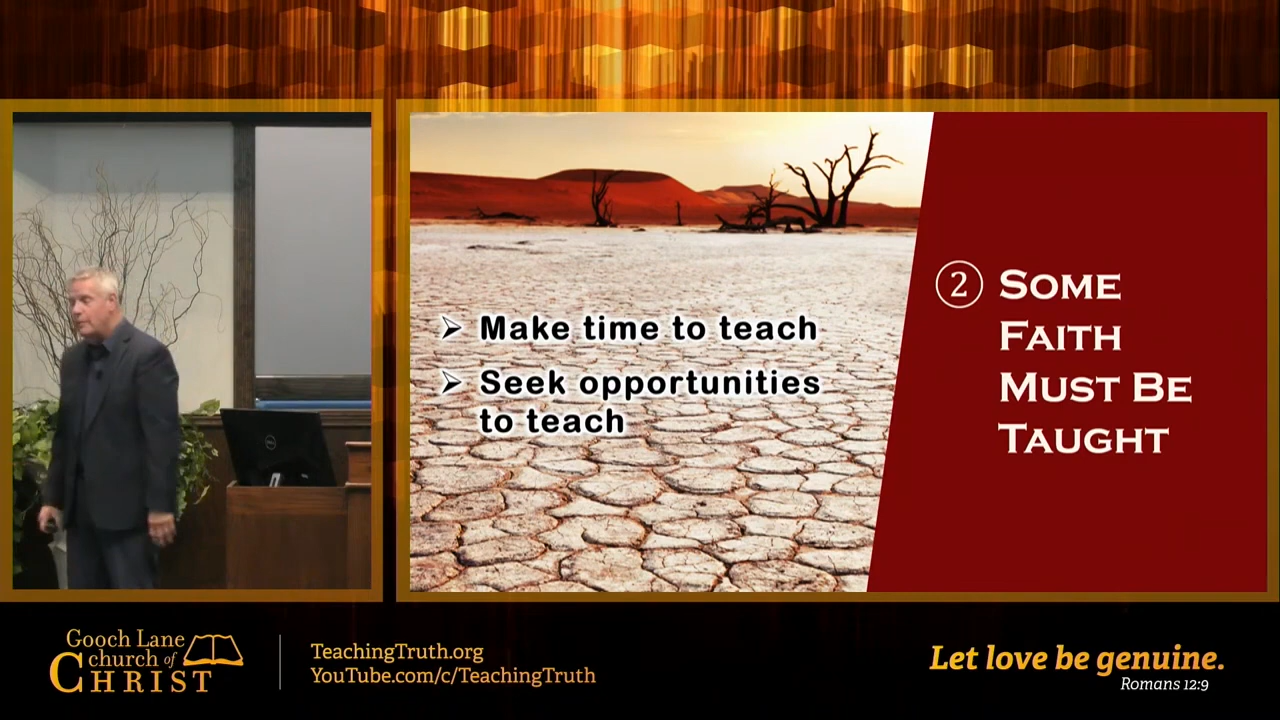 ➢ Make time to teach
➢ Seek opportunities
to teach
② SOME
FAITH
MUST BE
TAUGHT
Gooch Lane
church of
CHRIST
TeachingTruth.org
YouTube.com/c/TeachingTruth
Let love be genuine.
Romans 12:9